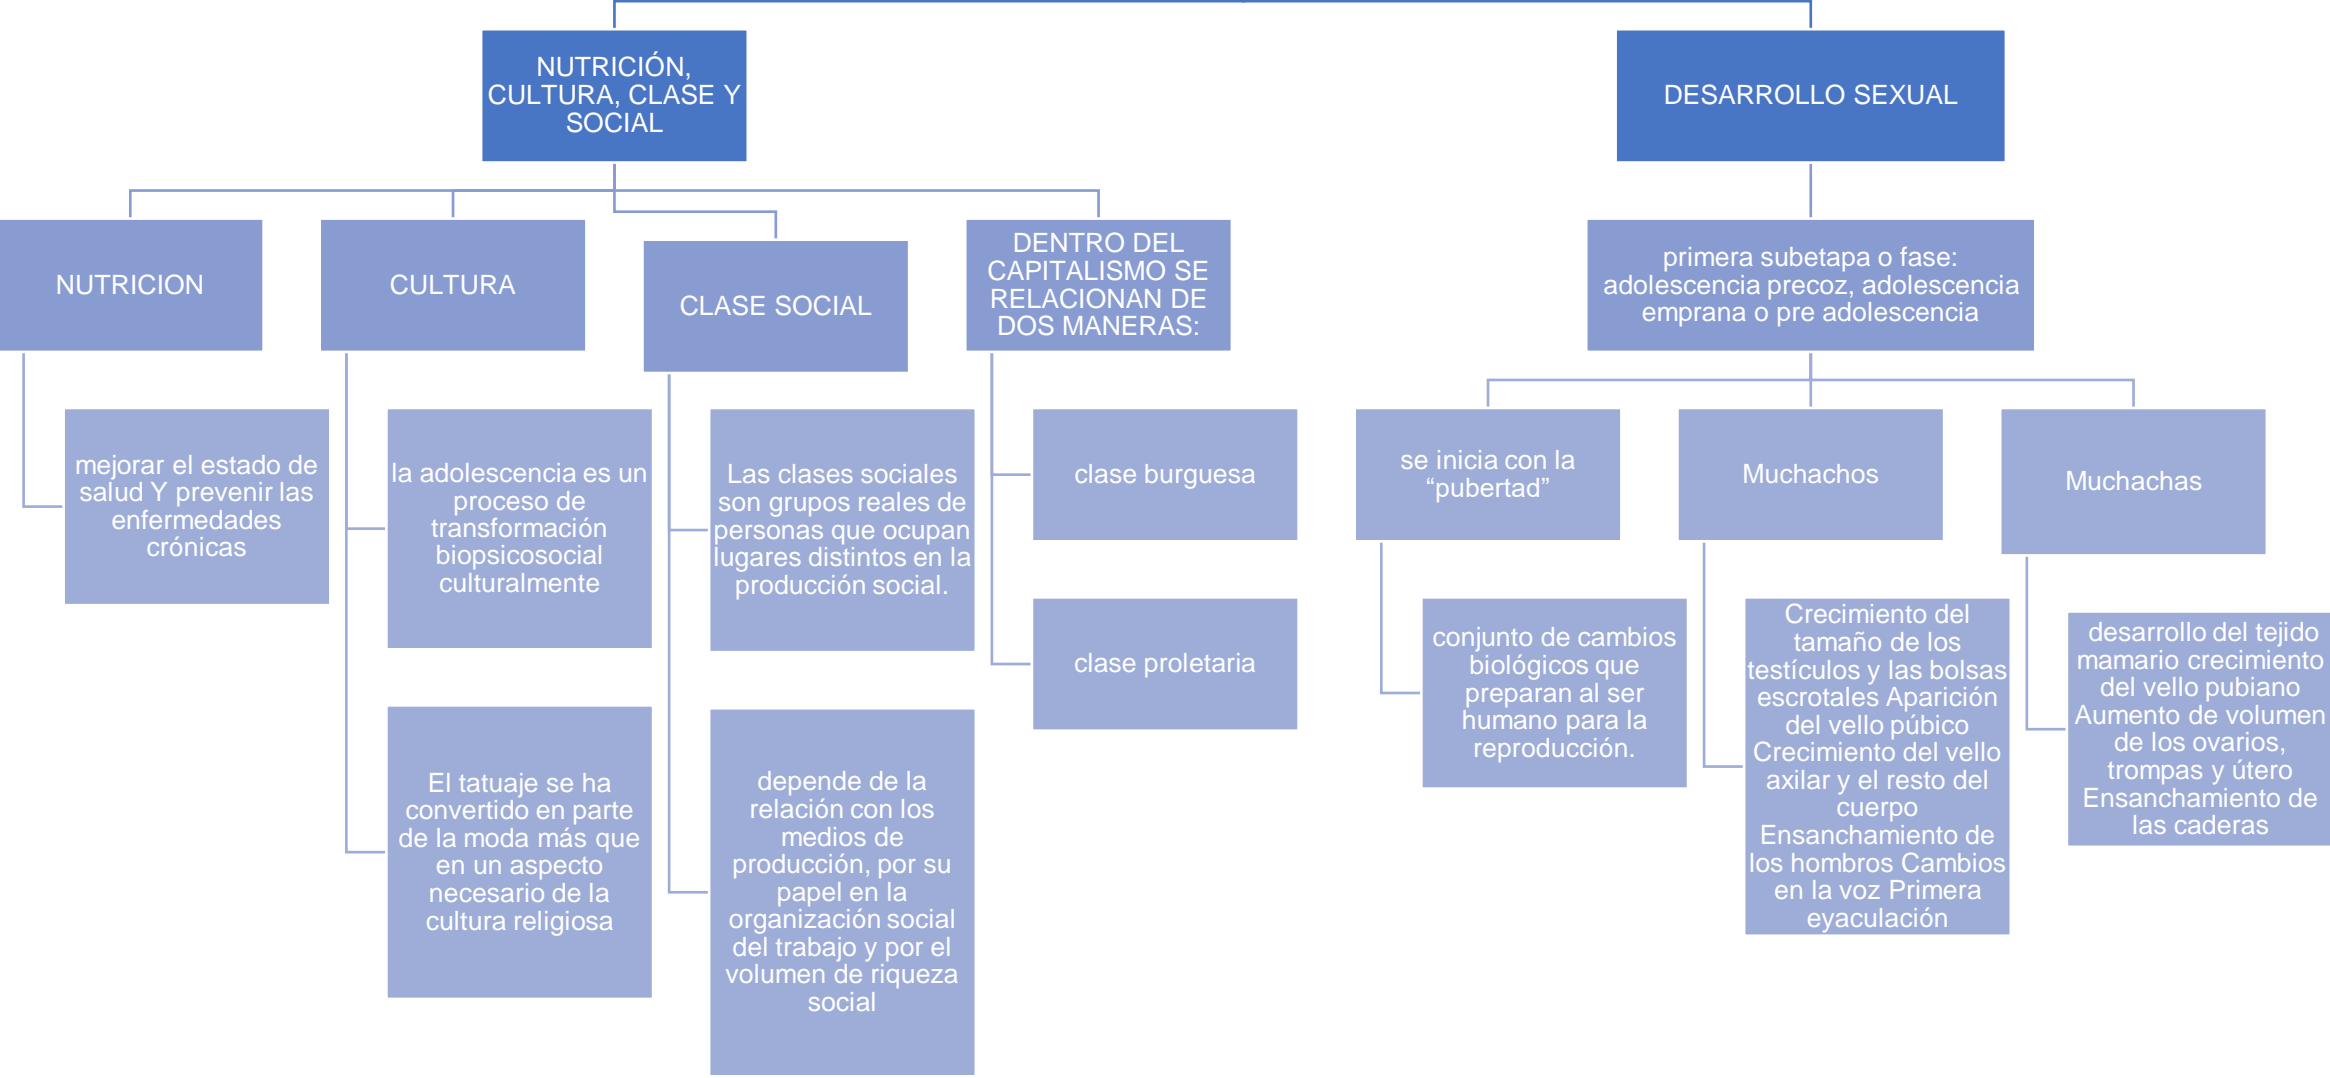 NUTRICIÓN,
CULTURA, CLASE Y
SOCIAL
NUTRICION
mejorar el estado de
salud Y prevenir las
enfermedades
crónicas
CULTURA
la adolescencia es un
proceso de
transformación
biopsicosocial
culturalmente
El tatuaje se ha
convertido en parte
de la moda más que
en un aspecto
necesario de la
cultura religiosa
CLASE SOCIAL
Las clases sociales
son grupos reales de
personas que ocupan
lugares distintos en la
producción social.
depende de la
relación con los
medios de
producción, por su
papel en la
organización social
del trabajo y por el
volumen de riqueza
social
DENTRO DEL
CAPITALISMO SE
RELACIONAN DE
DOS MANERAS:
clase burguesa
clase proletaria
DESARROLLO SEXUAL
primera subetapa o fase:
adolescencia precoz, adolescencia
emprana o pre adolescencia
se inicia con la
“pubertad”
conjunto de cambios
biológicos que
preparan al ser
humano para la
reproducción.
Muchachos
Crecimiento del
tamaño de los
testículos y las bolsas
escrotales Aparición
del vello púbico
Crecimiento del vello
axilar y el resto del
cuerpo
Ensanchamiento de
los hombros Cambios
en la voz Primera
eyaculación
Muchachas
desarrollo del tejido
mamario crecimiento
del vello pubiano
Aumento de volumen
de los ovarios,
trompas y útero
Ensanchamiento de
las caderas